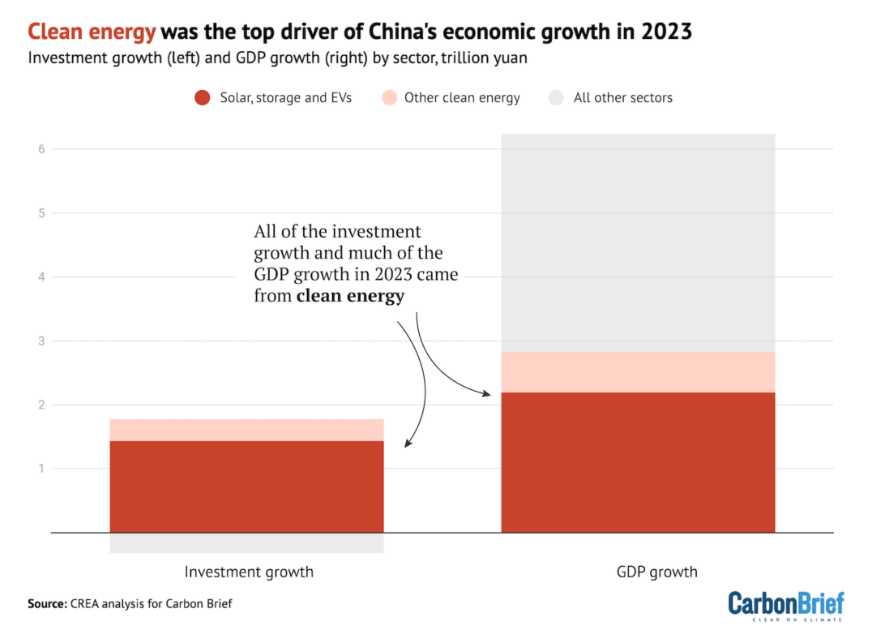 Clean energy was the top driver of China's economic growth in 2023
Investment growth (left) and GDP growth (right) by sector, trillion yuan
Solar, storage and EVs
Other clean energy
All other sectors
6
5
4
3
2
1
All of the investment
growth and much of the
GDP growth in 2023 came
from clean energy
Investment growth
GDP growth
Source: CREA analysis for Carbon Brief
CarbonBrief
CLEAR ON CLIMATE